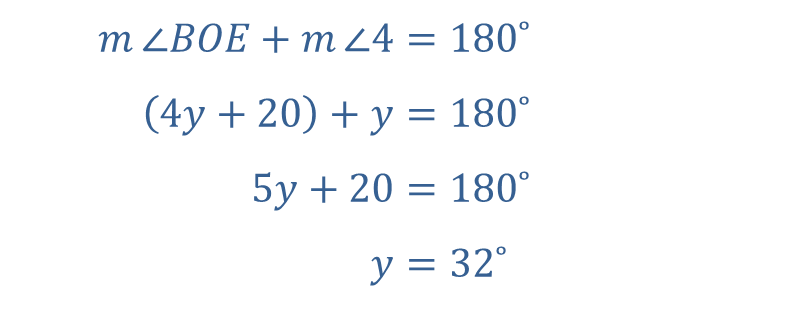 m ∠BOE + m ∠4 = 180°
(4y + 20) + y = 180°
5y + 20 = 180°
y = 32°